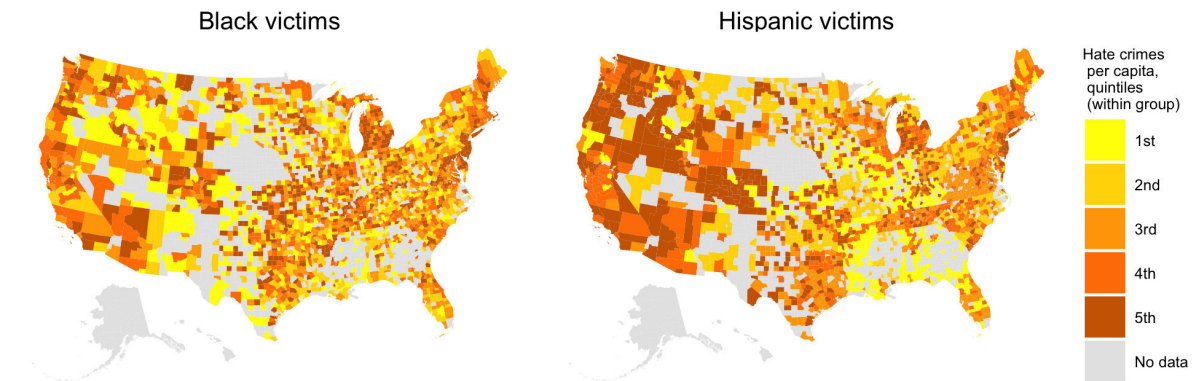 Black victims
Hispanic victims
Hate crimes
per capita,
quintiles
(within group)
1st
2nd
3rd
4th
5th
No data